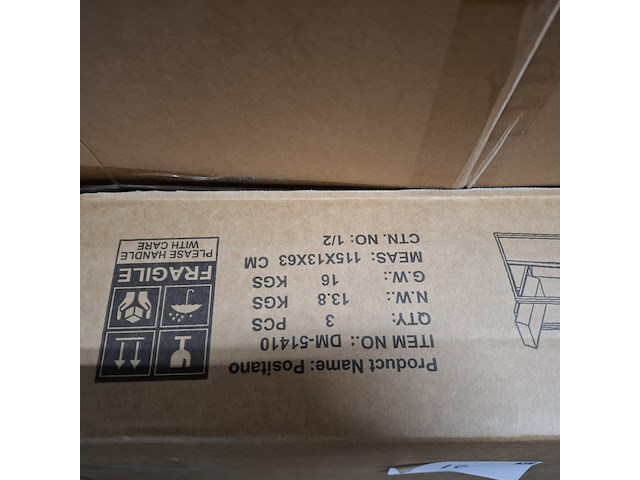 Product Name: Positano
ITEM NO.: DM-51410
QTY: 3 PCS
N.W.: 13.8 KGS
G.W.: 16 KGS
MEAS: 115X13X63 CM
CTN. NO: 1/2
FRAGILE
PLEASE HANDLE
WITH CARE
16